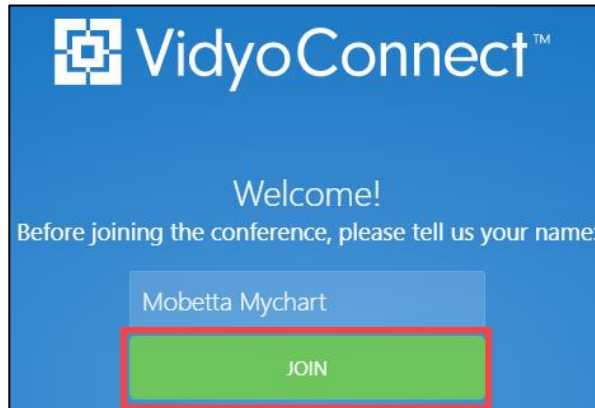 VidyoConnect™
Welcome!
Before joining the conference, please tell us your name:
Mobetta Mychart
JOIN